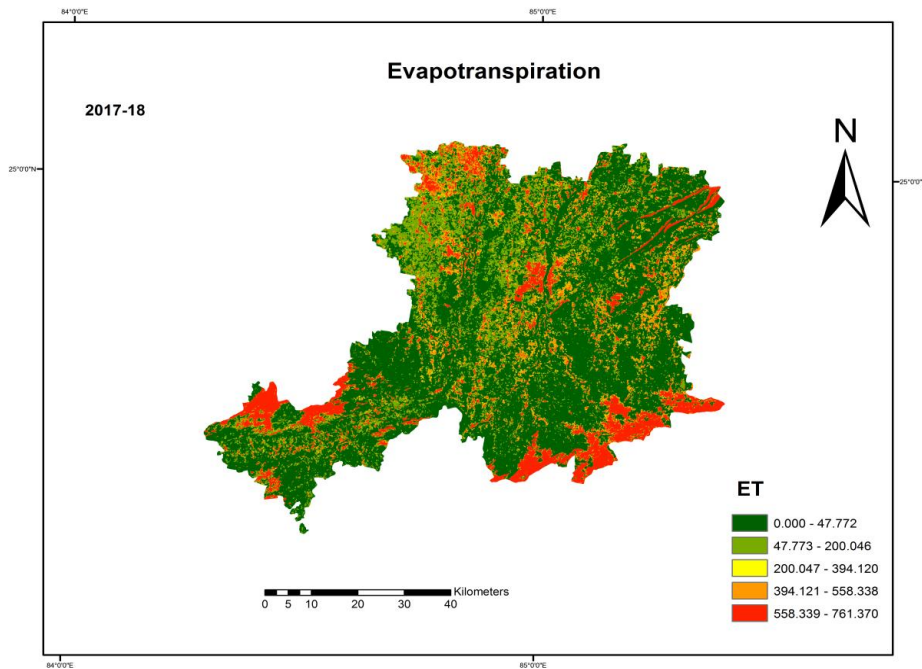 84°0'0"E 85°0'0"E
Evapotranspiration
2017-18
N
25°0'0"N 25°0'0"N
ET
0.000 - 47.772
47.773 - 200.046
200.047 - 394.120
394.121 - 558.338
558.339 - 761.370
Kilometers
0 5 10 20 30 40
84°0'0"E 85°0'0"E